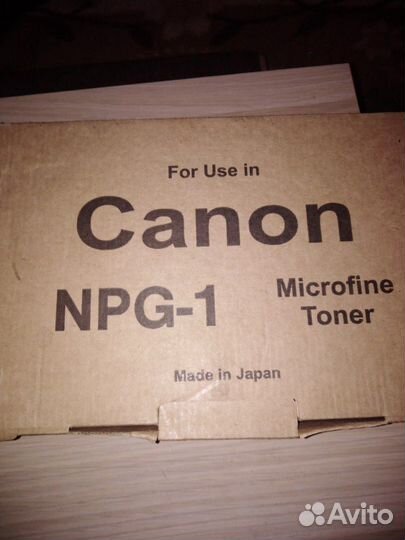 For Use in
Canon
NPG-1
Microfine
Toner
Made in Japan
Avito